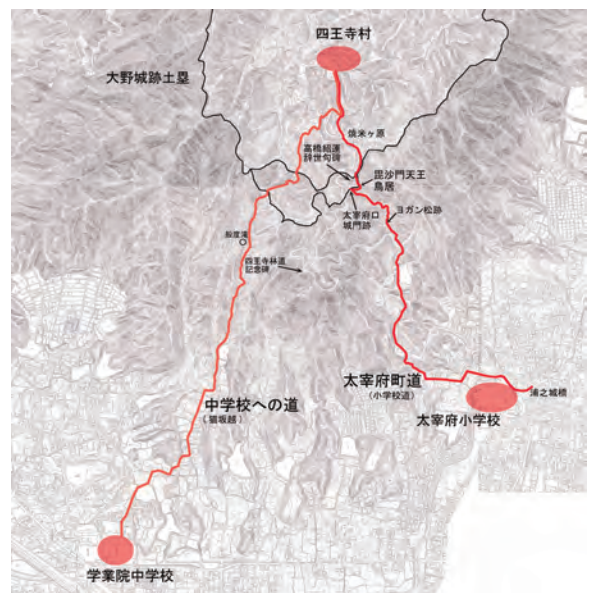 四王寺村
大野城跡土塁
焼米ヶ原
高橋紹運
辞世句碑
毘沙門天王
鳥居
太宰府口
城門跡
ヨガン松跡
般度滝
四王寺林道
記念碑
太宰府町道
(小学校道)
浦之城橋
中学校への道
(猫坂越)
太宰府小学校
学業院中学校